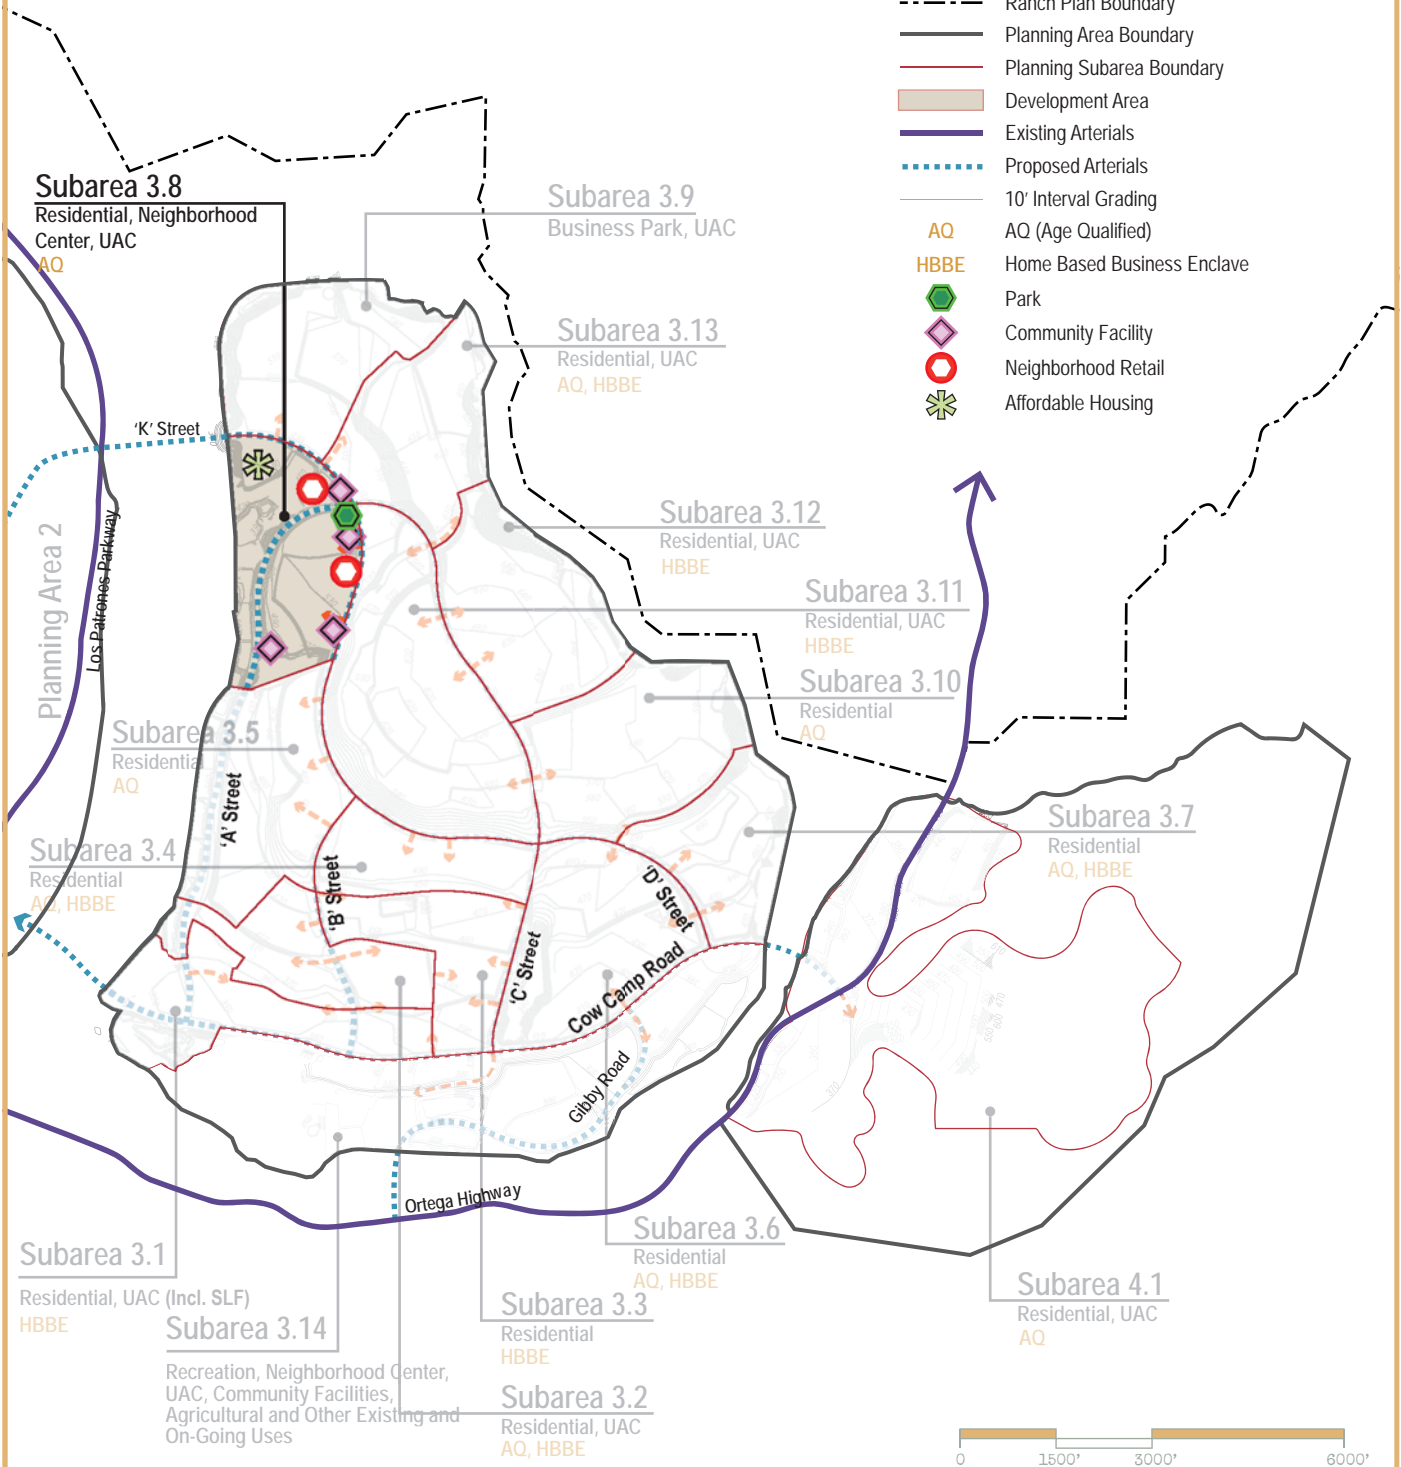 Ranch Plan Boundary
Planning Area Boundary
Planning Subarea Boundary
Development Area
Existing Arterials
Proposed Arterials
10' Interval Grading
AQ AQ (Age Qualified)
HBBE Home Based Business Enclave
Park
Community Facility
Neighborhood Retail
Affordable Housing
Subarea 3.8
Residential, Neighborhood
Center, UAC
AQ
Subarea 3.9
Business Park, UAC
Subarea 3.13
Residential, UAC
AQ, HBBE
'K' Street
Planning Area 2
Los Patrones Parkway
Subarea 3.12
Residential, UAC
HBBE
Subarea 3.11
Residential, UAC
HBBE
Subarea 3.10
Residential
AQ
Subarea 3.5
Residential
AQ
'A' Street
Subarea 3.4
Residential
AQ, HBBE
'B' Street
'C' Street
'D' Street
Cow Camp Road
Gibby Road
Subarea 3.7
Residential
AQ, HBBE
370
Ortega Highway
Subarea 3.1
Residential, UAC (Incl. SLF)
HBBE
Subarea 3.14
Recreation, Neighborhood Center,
UAC, Community Facilities,
Agricultural and Other Existing and
On-Going Uses
Subarea 3.6
Residential
AQ, HBBE
Subarea 3.3
Residential
HBBE
Subarea 3.2
Residential, UAC
AQ, HBBE
Subarea 4.1
Residential, UAC
AQ
0 1500' 3000' 6000'